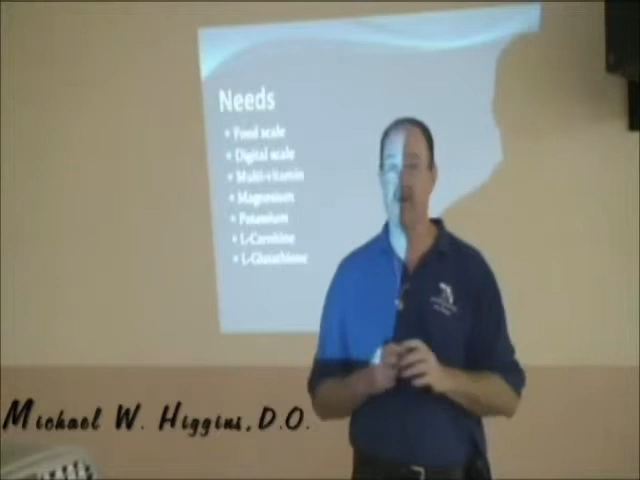 Needs
• Food scale
• Digital scale
• Multi-vitamin
• Magnesium
• Potassium
• L-Carnitine
• L-Glutathione
Michael W. Higgins, D.O.